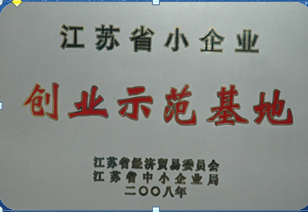 江苏省小企业
创业示范基地
江苏省经济贸易委员会
江苏省中小企业局
二〇〇八年